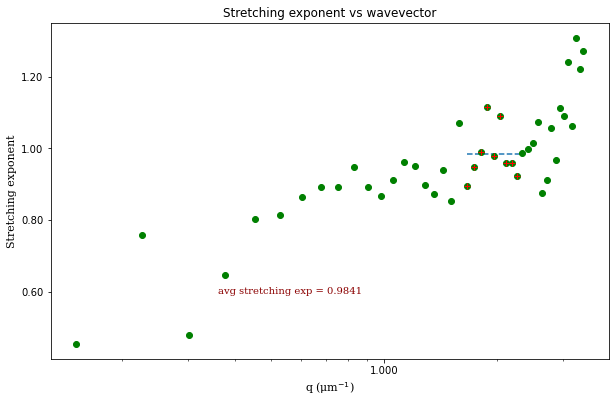 Stretching exponent vs wavevector
Stretching exponent
1.20
1.00
0.80
0.60
avg stretching exp = 0.9841
1.000
q (μm⁻¹)